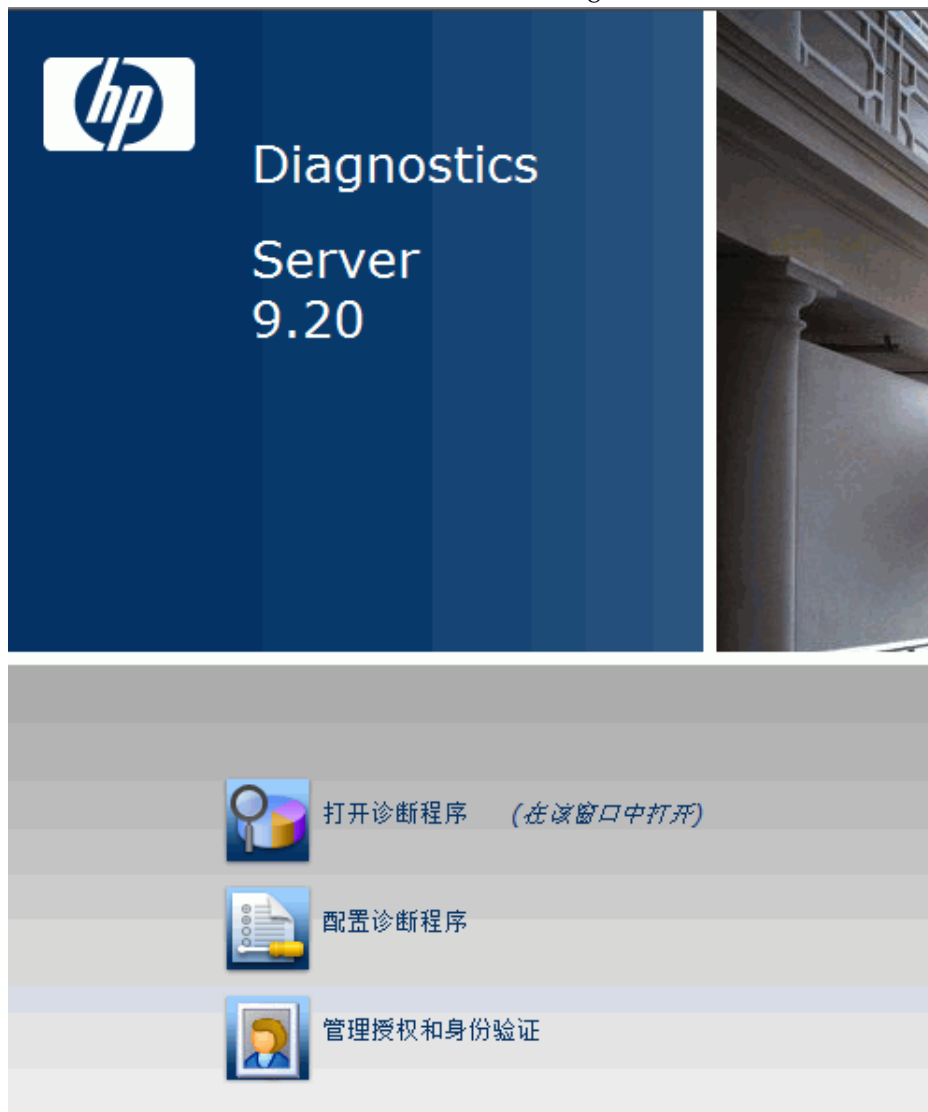 hp
Diagnostics
Server
9.20
打开诊断程序 (在该窗口中打开)
配置诊断程序
管理授权和身份验证